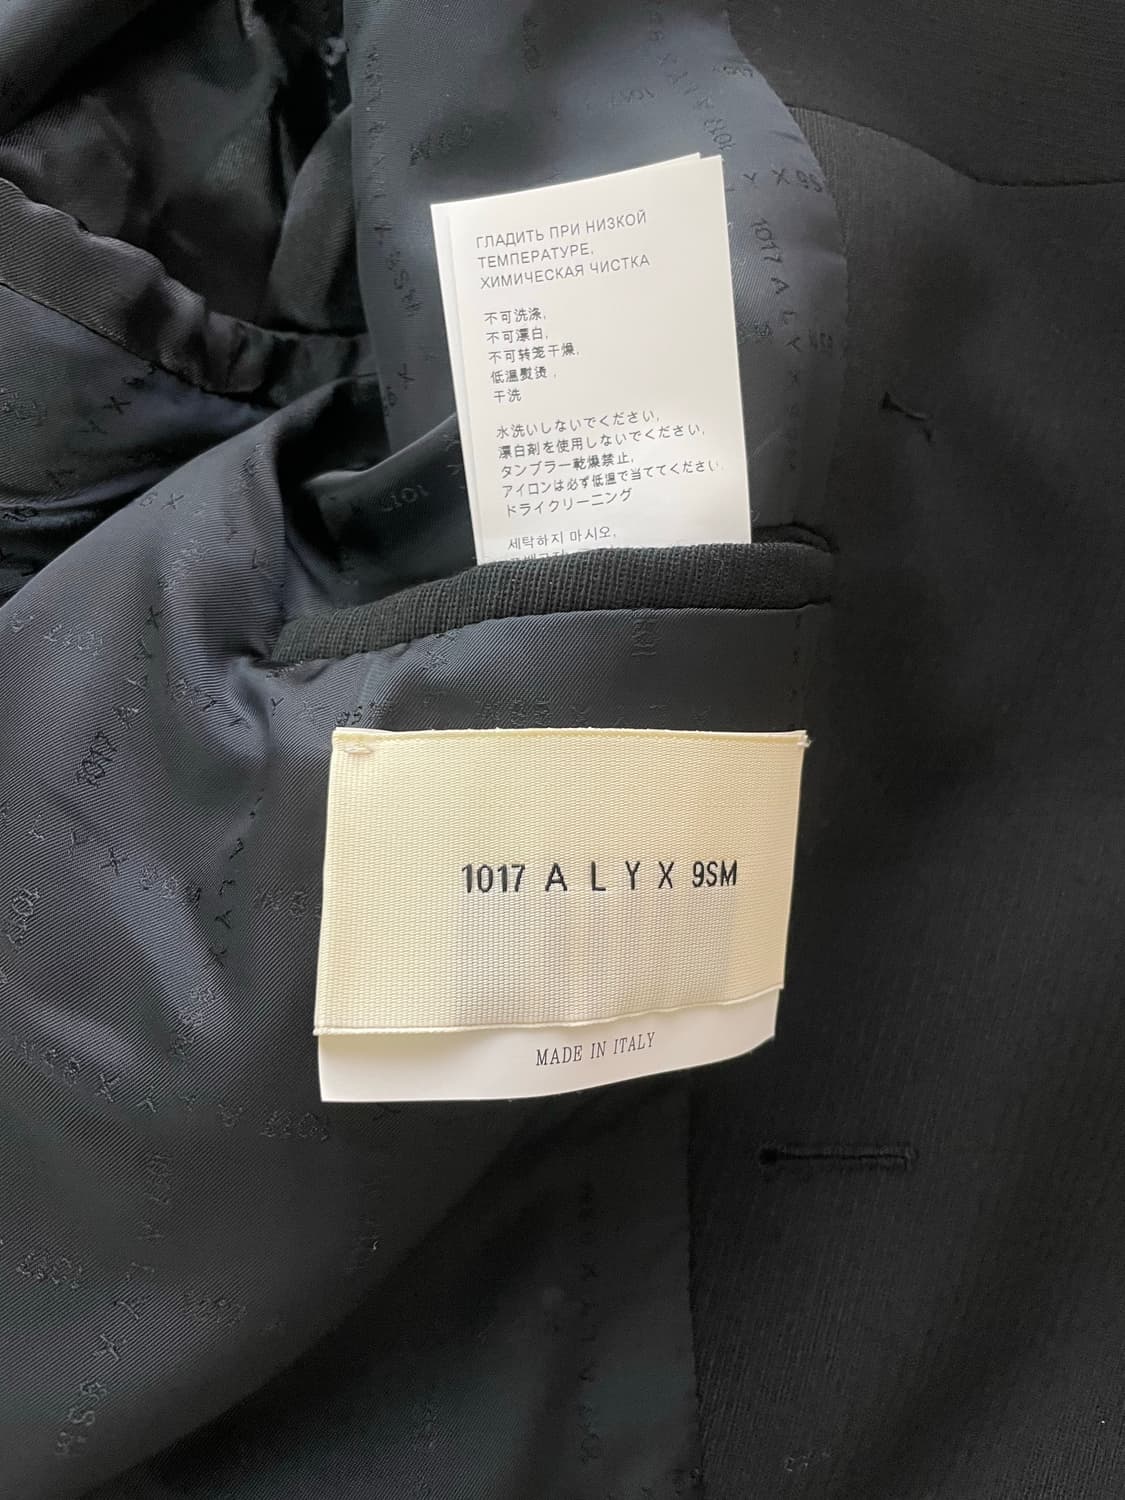 ГЛАДИТЬ ПРИ НИЗКОЙ
ТЕМПЕРАТУРЕ,
ХИМИЧЕСКАЯ ЧИСТКА
不可洗涤,
不可漂白,
不可转笼干燥,
低温熨烫,
干洗
水洗いしないでください,
漂白剤を使用しないでください,
タンブラー乾燥禁止,
アイロンは必ず低温で当ててください,
ドライクリーニング
세탁하지 마시오,
1017 ALYX 9SM
MADE IN ITALY